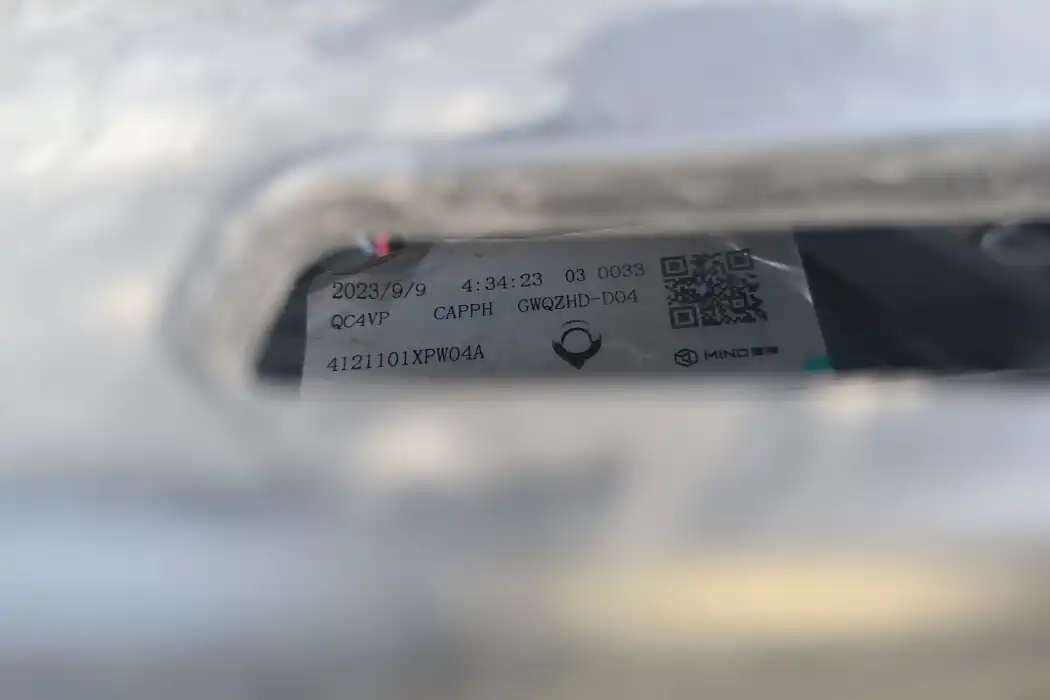 2023/9/9 4:34:23 03 0033
QC4VP CAPPH GWQZHD-D04
4121101XPW04A
MIND